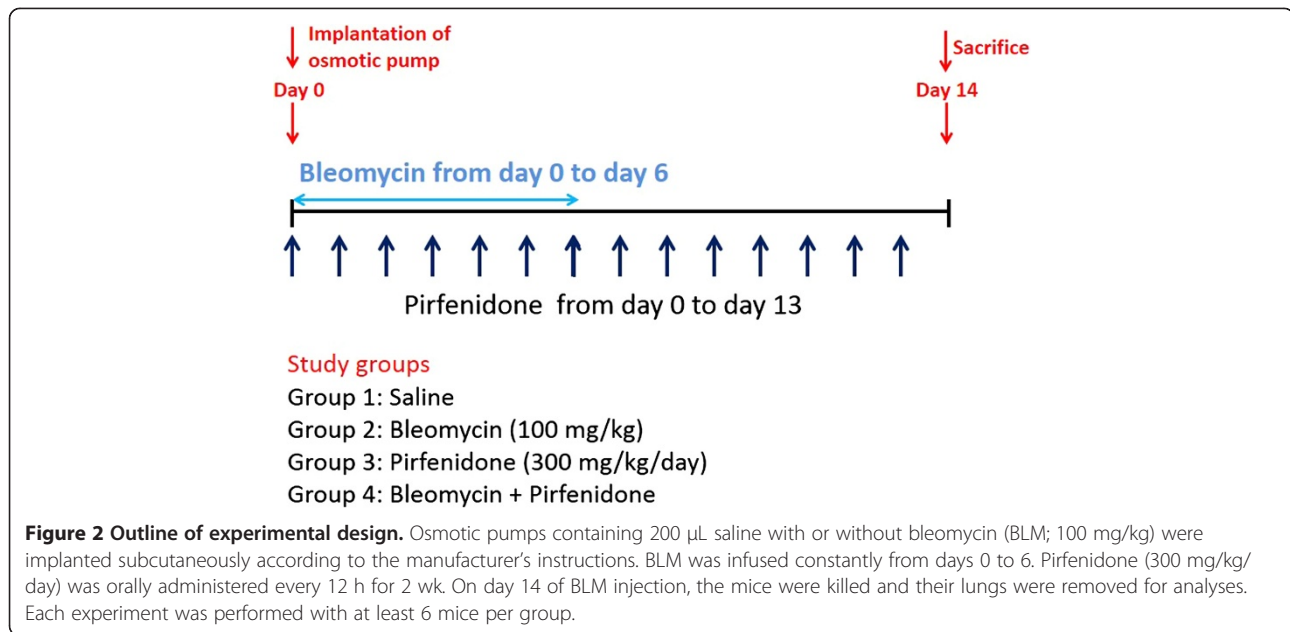 Implantation of
osmotic pump
Sacrifice
Day 0
Day 14
Bleomycin from day 0 to day 6
Pirfenidone from day 0 to day 13
Study groups
Group 1: Saline
Group 2: Bleomycin (100 mg/kg)
Group 3: Pirfenidone (300 mg/kg/day)
Group 4: Bleomycin + Pirfenidone
Figure 2 Outline of experimental design. Osmotic pumps containing 200 μL saline with or without bleomycin (BLM; 100 mg/kg) were
implanted subcutaneously according to the manufacturer's instructions. BLM was infused constantly from days 0 to 6. Pirfenidone (300 mg/kg/
day) was orally administered every 12 h for 2 wk. On day 14 of BLM injection, the mice were killed and their lungs were removed for analyses.
Each experiment was performed with at least 6 mice per group.